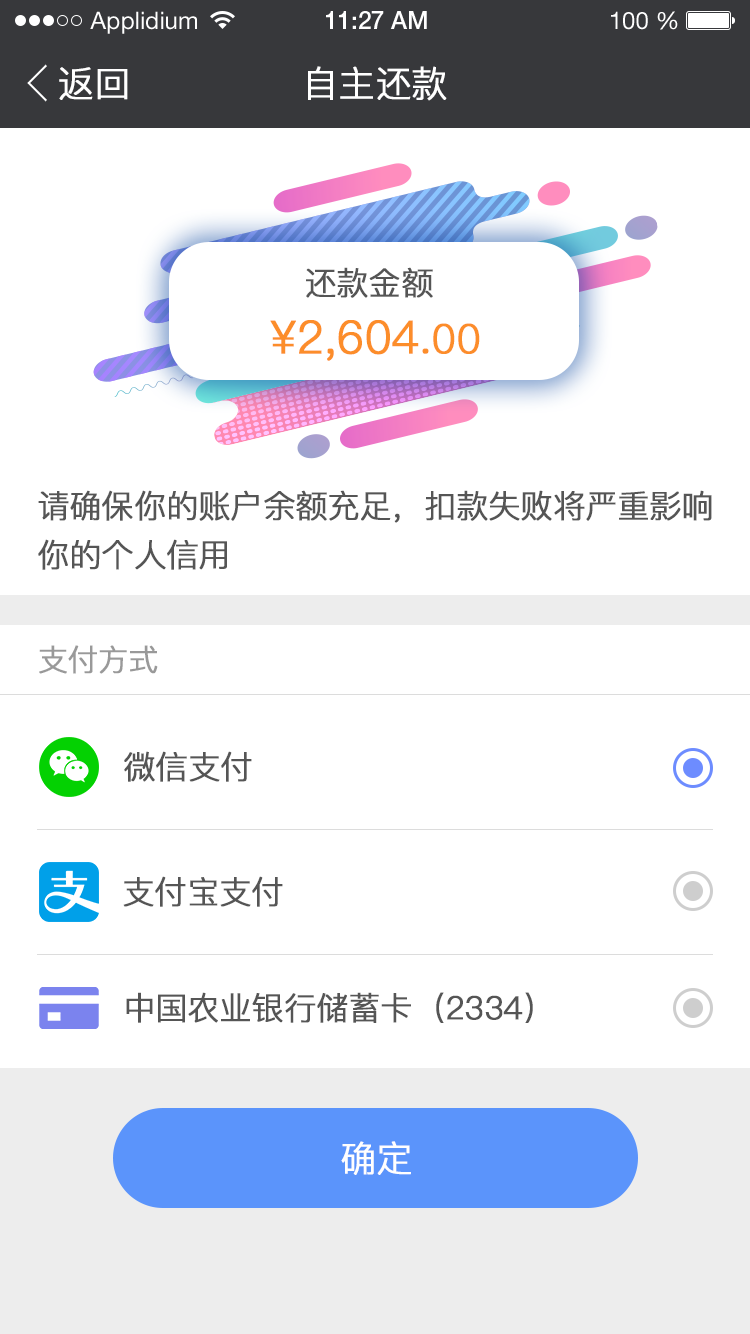 Applidium 11:27 AM 100 %
返回 自主还款
还款金额
¥2,604.00
请确保你的账户余额充足，扣款失败将严重影响
你的个人信用
支付方式
微信支付
支 支付宝支付
中国农业银行储蓄卡（2334）
确定